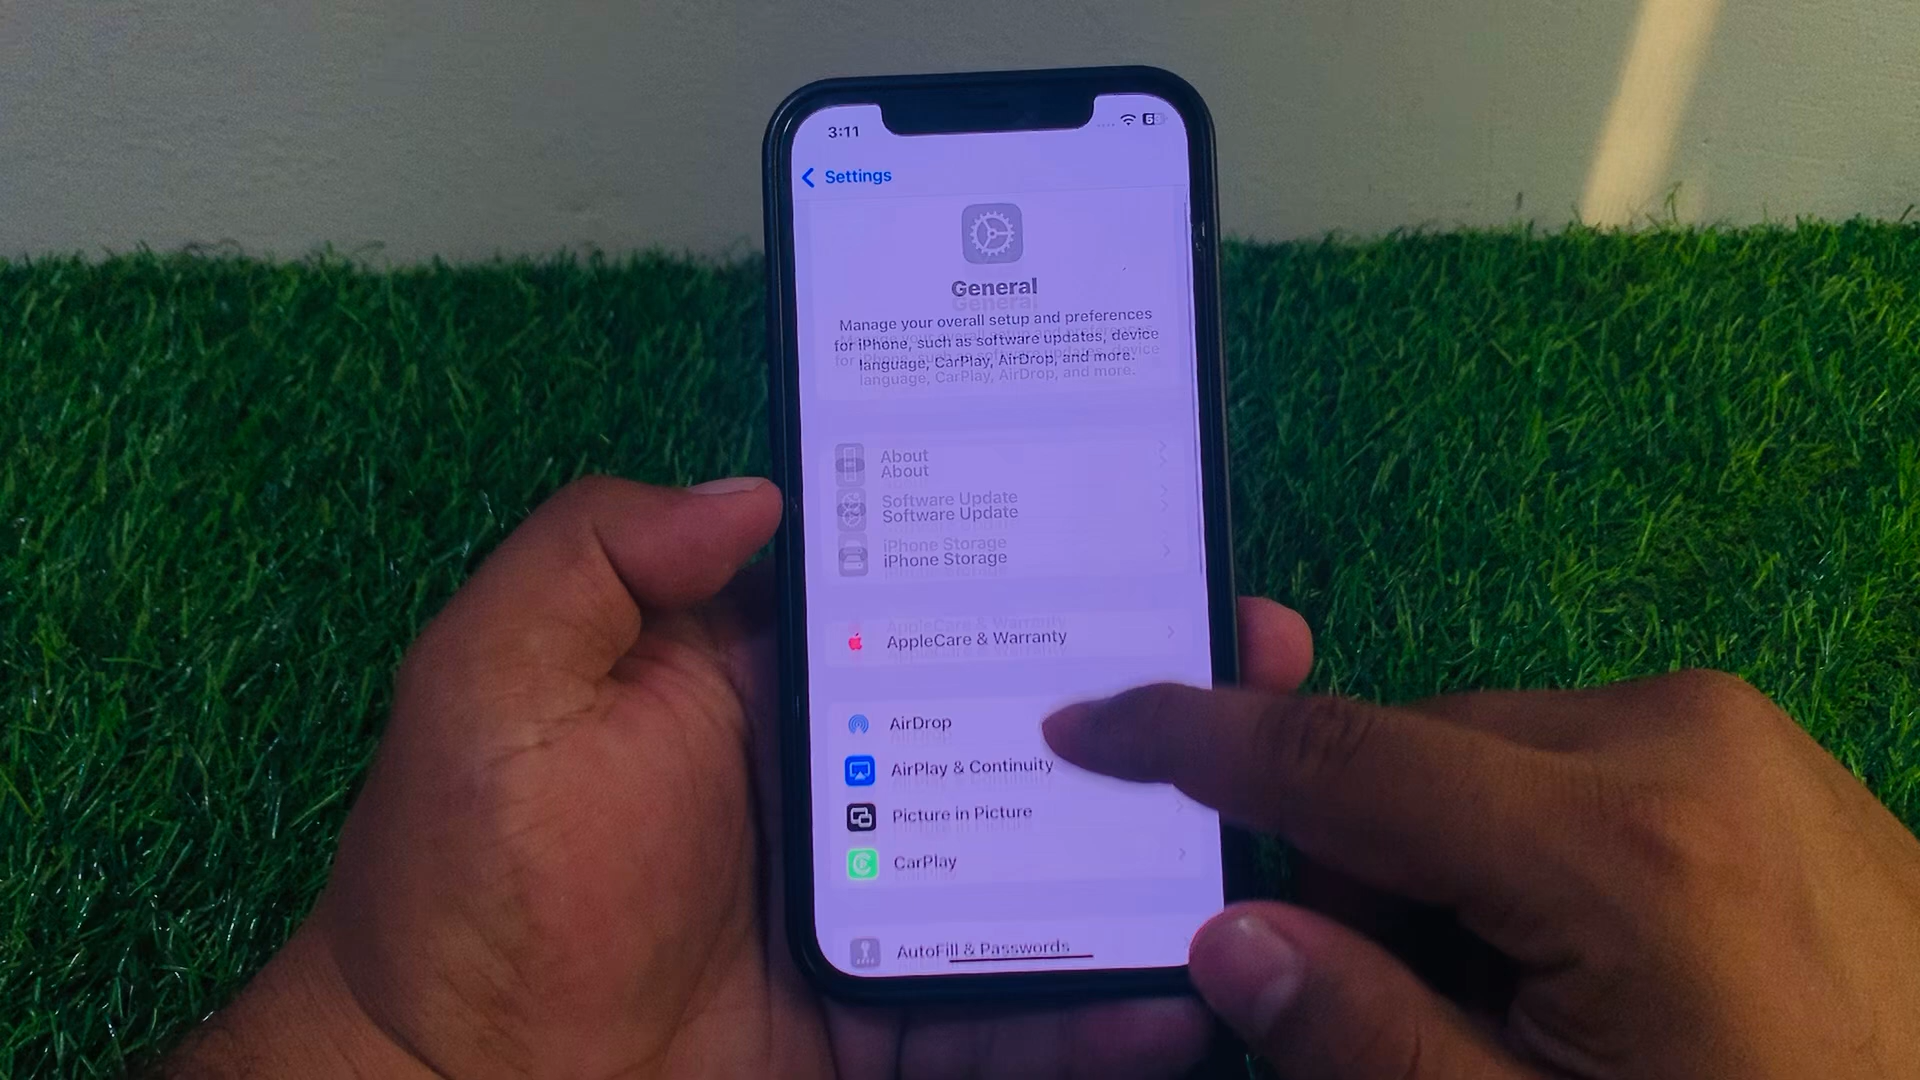 3:11
Settings
General
Manage your overall setup and preferences
for iPhone, such as software updates, device
language, CarPlay, AirDrop, and more.
About
Software Update
iPhone Storage
AppleCare & Warranty
AirDrop
AirPlay & Continuity
Picture in Picture
CarPlay
AutoFill & Passwords